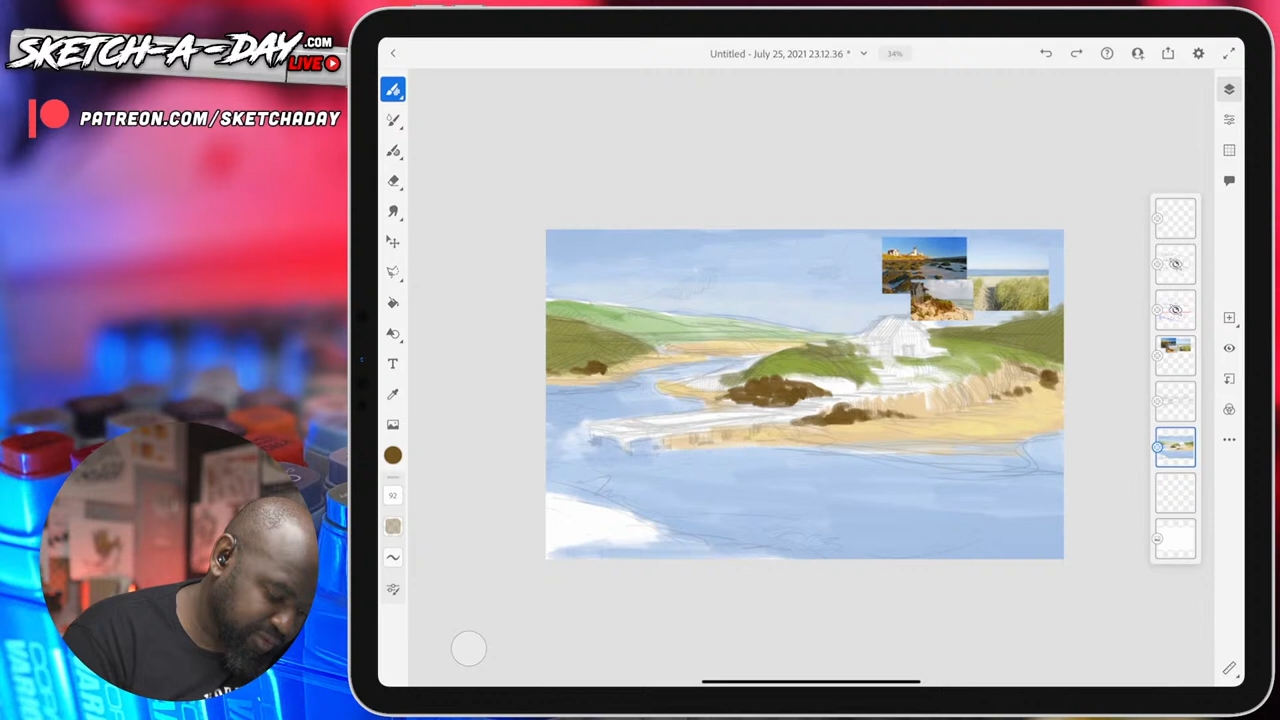 SKETCH-A-DAY.COM
LIVE
PATREON.COM/SKETCHADAY
Untitled - July 25, 2021 23.12.36 *
34%
T
92